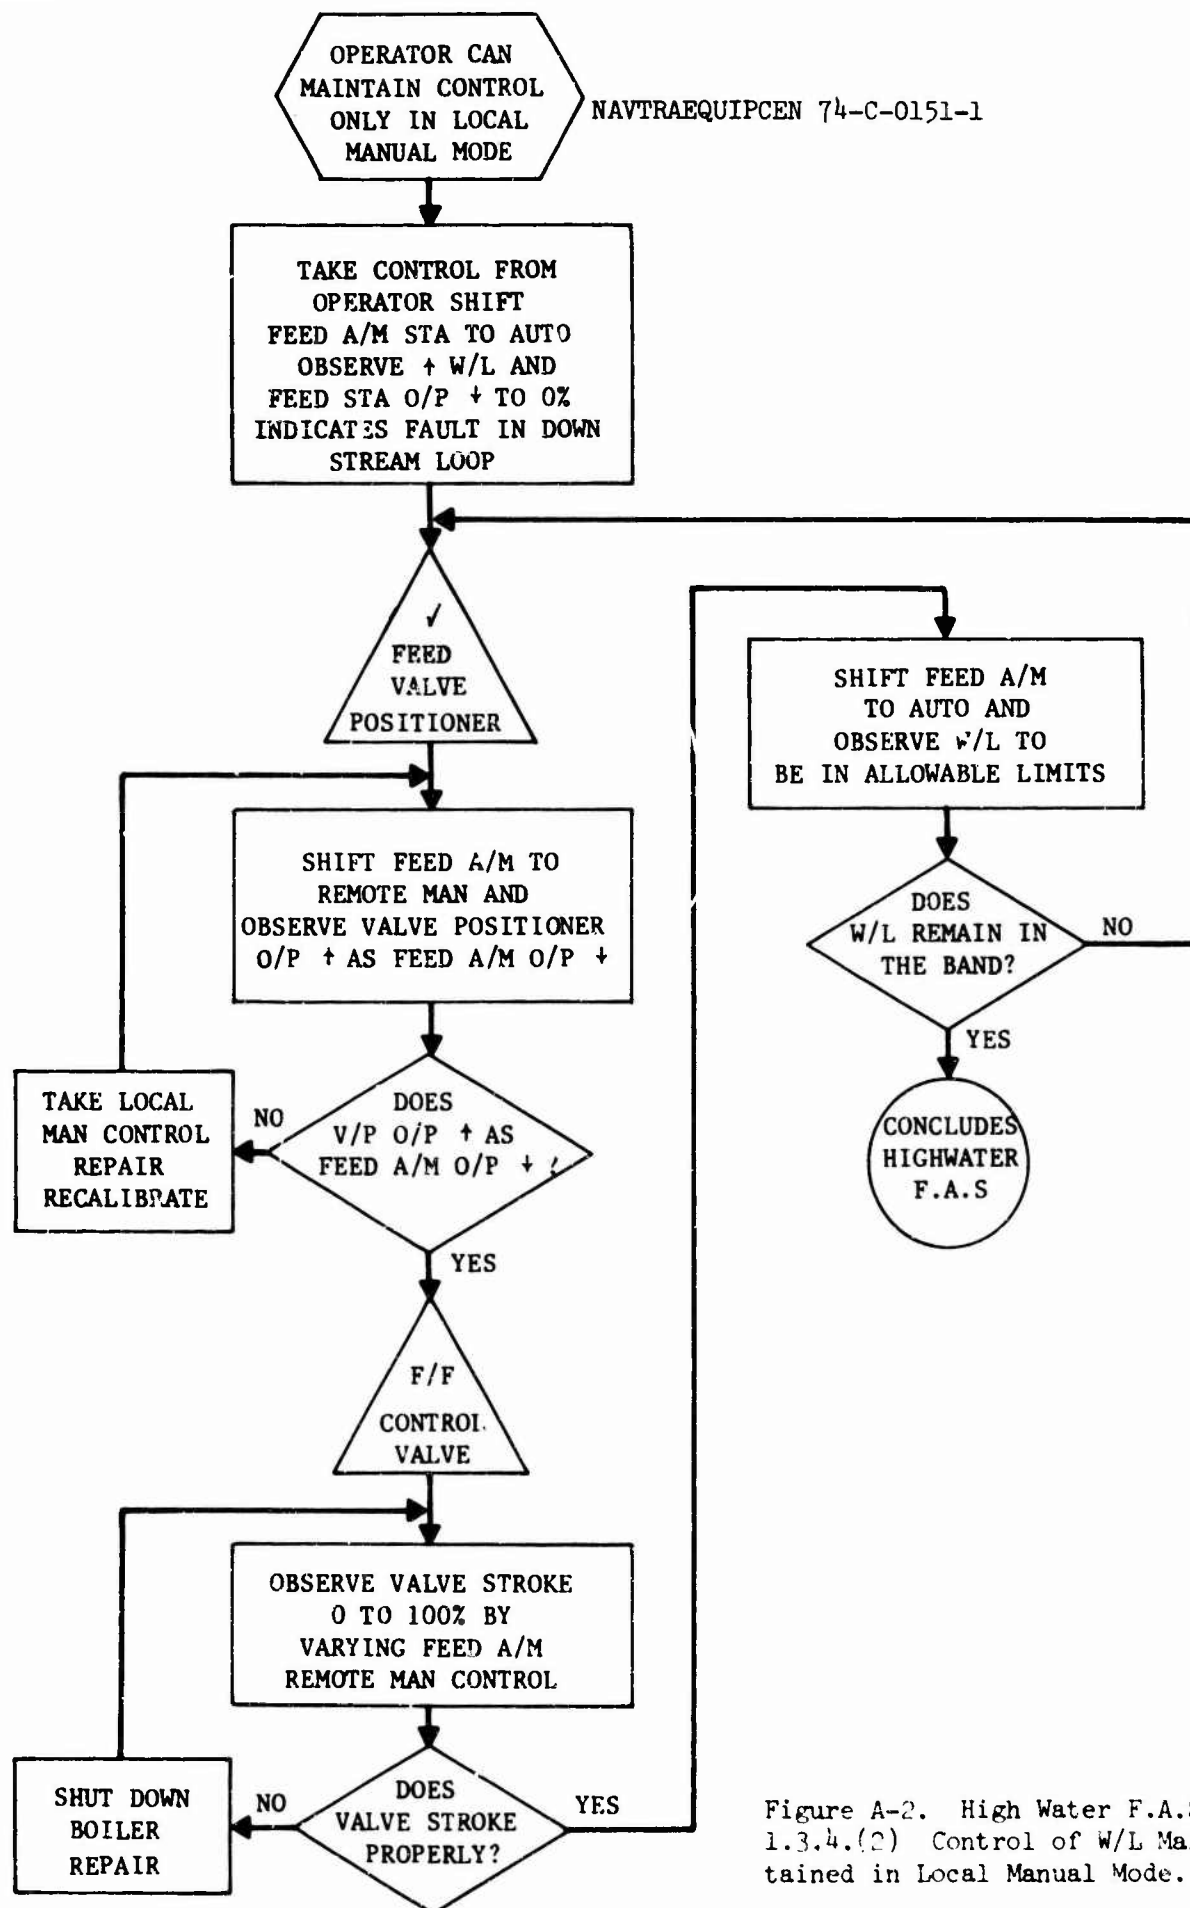 OPERATOR CAN
MAINTAIN CONTROL
ONLY IN LOCAL
MANUAL MODE
NAVTRAEQUIPCEN 74-C-0151-1
TAKE CONTROL FROM
OPERATOR SHIFT
FEED A/M STA TO AUTO
OBSERVE ↑ W/L AND
FEED STA O/P ↓ TO 0%
INDICATES FAULT IN DOWN
STREAM LOOP
✓
FEED
VALVE
POSITIONER
SHIFT FEED A/M TO
REMOTE MAN AND
OBSERVE VALVE POSITIONER
O/P ↑ AS FEED A/M O/P ↓
DOES
V/P O/P ↑ AS
FEED A/M O/P ↓ ?
NO
TAKE LOCAL
MAN CONTROL
REPAIR
RECALIBRATE
YES
F/F
CONTROL
VALVE
OBSERVE VALVE STROKE
0 TO 100% BY
VARYING FEED A/M
REMOTE MAN CONTROL
DOES
VALVE STROKE
PROPERLY?
NO
SHUT DOWN
BOILER
REPAIR
YES
SHIFT FEED A/M
TO AUTO AND
OBSERVE W/L TO
BE IN ALLOWABLE LIMITS
DOES
W/L REMAIN IN
THE BAND?
NO
YES
CONCLUDES
HIGHWATER
F.A.S
Figure A-2. High Water F.A.S
1.3.4.(2) Control of W/L Ma
tained in Local Manual Mode.